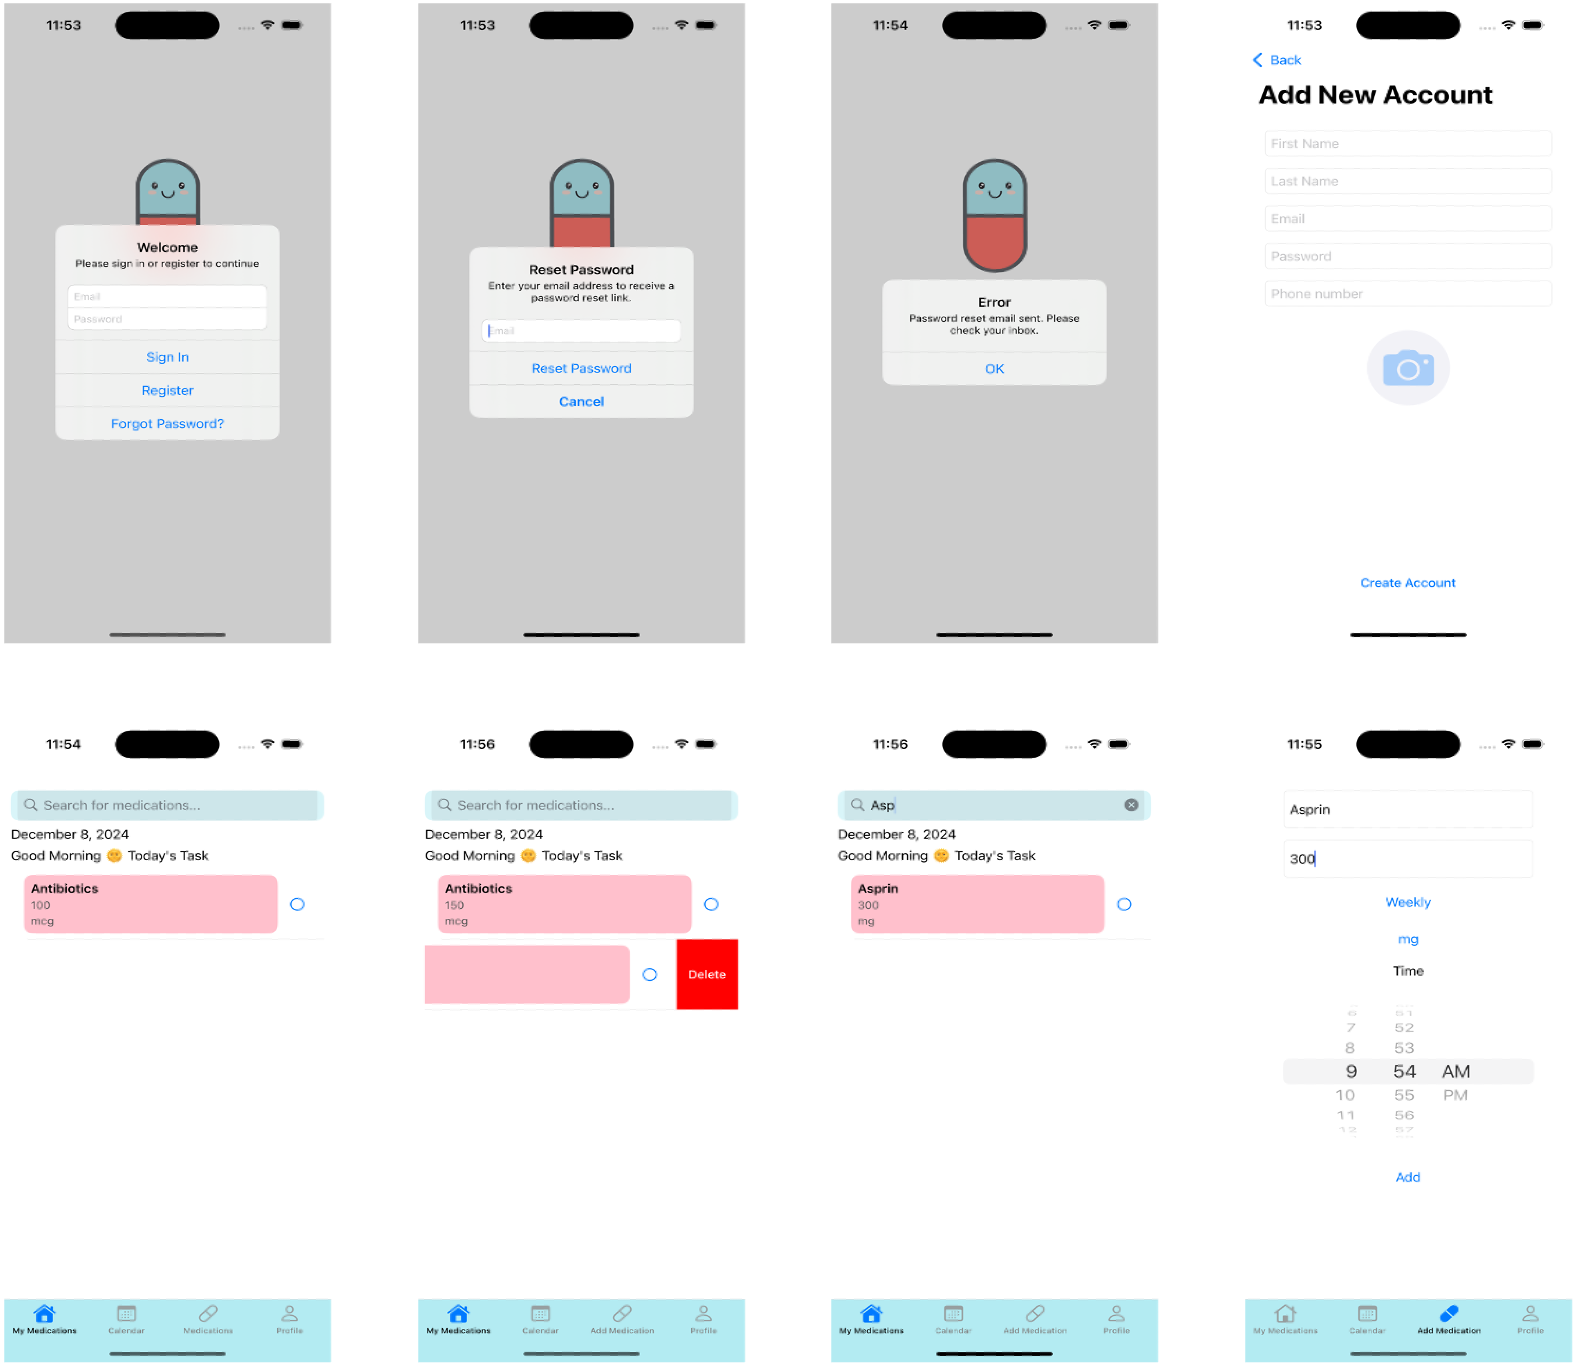 11:53
Welcome
Please sign in or register to continue
Email
Password
Sign In
Register
Forgot Password?
11:53
Reset Password
Enter your email address to receive a
password reset link.
Email
Reset Password
Cancel
11:54
Error
Password reset email sent. Please
check your inbox.
OK
11:53
Back
Add New Account
First Name
Last Name
Email
Password
Phone number
Create Account
11:54
Search for medications...
December 8, 2024
Good Morning 🌞 Today's Task
Antibiotics
100
mcg
My Medications
Calendar
Medications
Profile
11:56
Search for medications...
December 8, 2024
Good Morning 🌞 Today's Task
Antibiotics
150
mcg
Delete
My Medications
Calendar
Add Medication
Profile
11:56
Asp
December 8, 2024
Good Morning 🌞 Today's Task
Asprin
300
mg
My Medications
Calendar
Add Medication
Profile
11:55
Asprin
300
Weekly
mg
Time
6 51
7 52
8 53
9 54 AM
10 55 PM
11 56
12 57
Add
My Medications
Calendar
Add Medication
Profile